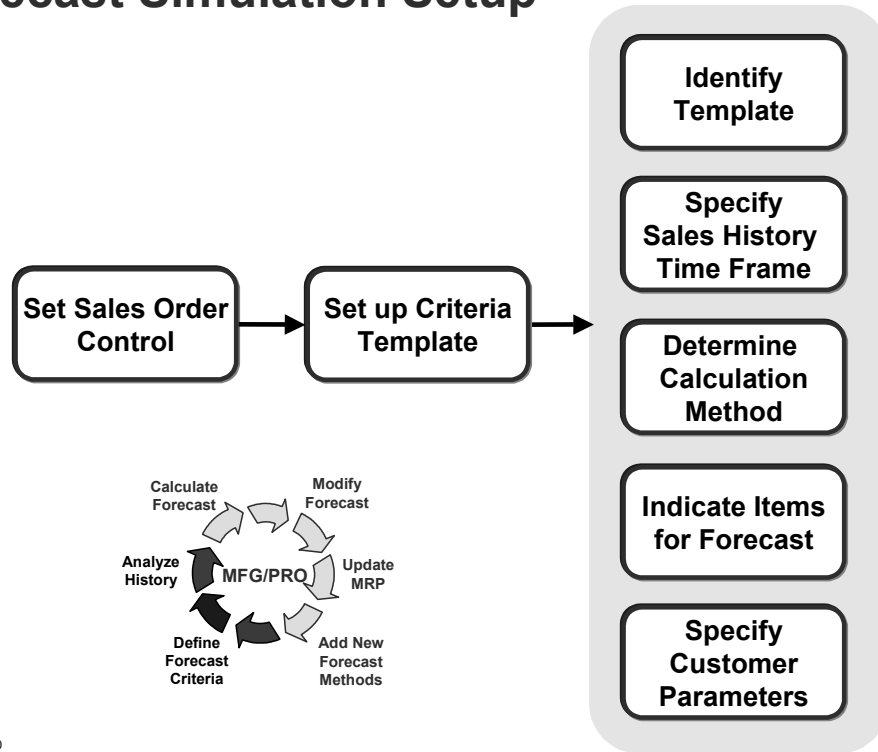 Simulation Setup
Set Sales Order
Control
Set up Criteria
Template
Identify
Template
Specify
Sales History
Time Frame
Determine
Calculation
Method
Indicate Items
for Forecast
Specify
Customer
Parameters
Calculate
Forecast
Modify
Forecast
Analyze
History
MFG/PRO
Update
MRP
Define
Forecast
Criteria
Add New
Forecast
Methods